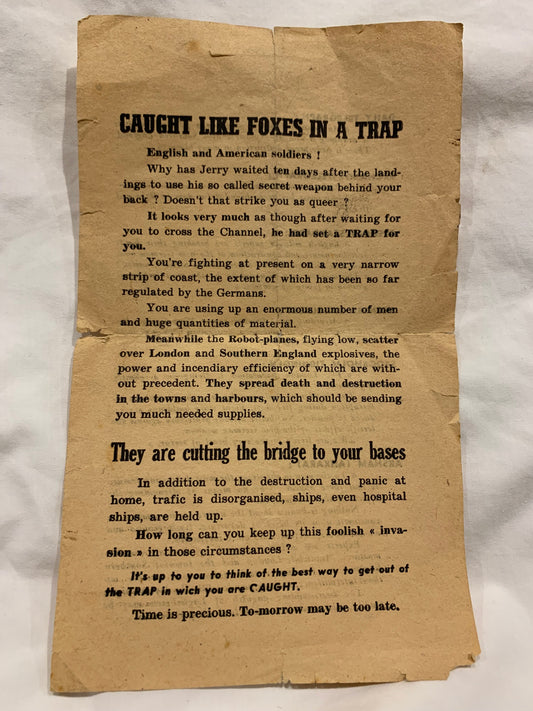 CAUGHT LIKE FOXES IN A TRAP
English and American soldiers !
Why has Jerry waited ten days after the land-
ings to use his so called secret weapon behind your
back ? Doesn't that strike you as queer ?
It looks very much as though after waiting for
you to cross the Channel, he had set a TRAP for
you.
You're fighting at present on a very narrow
strip of coast, the extent of which has been so far
regulated by the Germans.
You are using up an enormous number of men
and huge quantities of material.
Meanwhile the Robot-planes, flying low, scatter
over London and Southern England explosives, the
power and incendiary efficiency of which are with-
out precedent. They spread death and destruction
in the towns and harbours, which should be sending
you much needed supplies.
They are cutting the bridge to your bases
In addition to the destruction and panic at
home, trafic is disorganised, ships, even hospital
ships, are held up.
How long can you keep up this foolish « inva-
sion » in those circumstances ?
It's up to you to think of the best way to get out of
the TRAP in wich you are CAUGHT.
Time is precious. To-morrow may be too late.